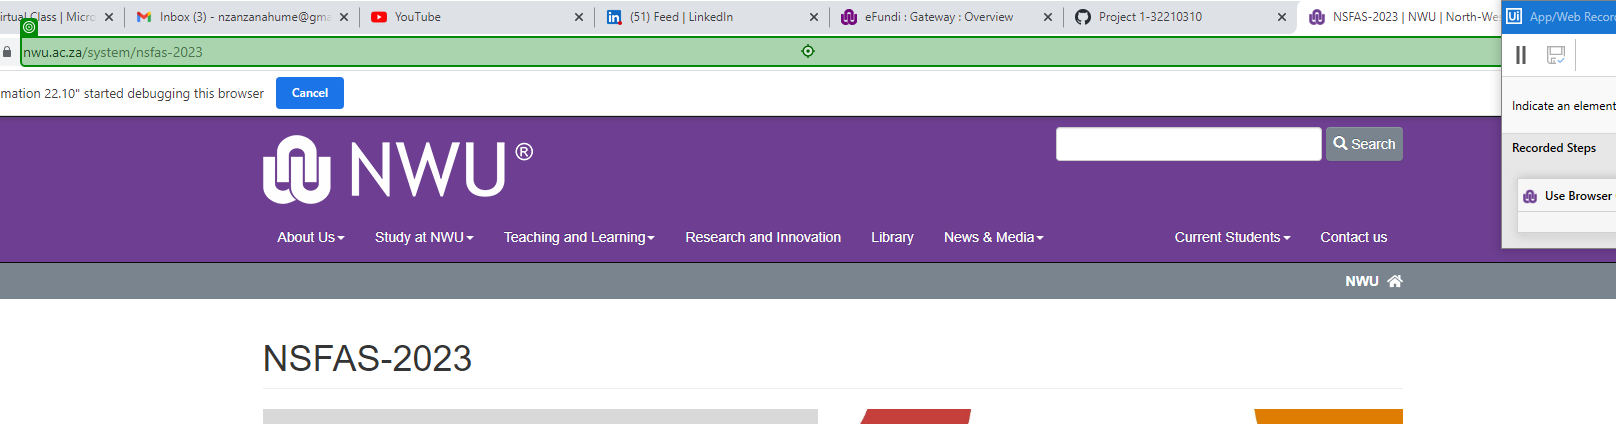 irtual Class | Micro
Inbox (3) - nzanzanahume@gma
YouTube
(51) Feed | LinkedIn
eFundi : Gateway : Overview
Project 1-32210310
NSFAS-2023 | NWU | North-We
Ui App/Web Recor
nwu.ac.za/system/nsfas-2023
mation 22.10" started debugging this browser
Cancel
Indicate an element
NWU®
Search
Recorded Steps
Use Browser
About Us
Study at NWU
Teaching and Learning
Research and Innovation
Library
News & Media
Current Students
Contact us
NWU
NSFAS-2023